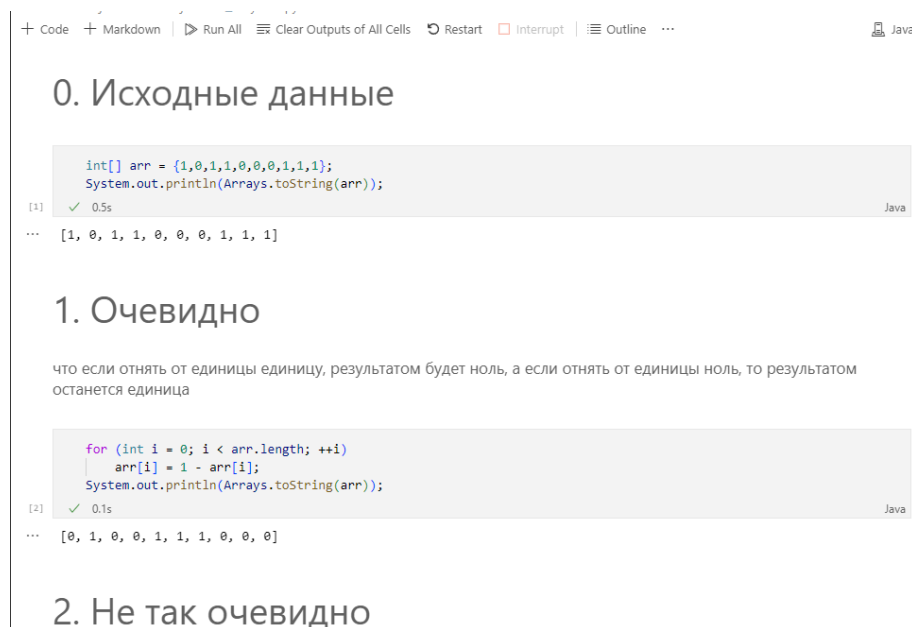 Code Markdown Run All Clear Outputs of All Cells Restart Interrupt Outline ... Java
0. Исходные данные
int[] arr = {1,0,1,1,0,0,0,1,1,1};
System.out.println(Arrays.toString(arr));
[1] 0.5s Java
... [1, 0, 1, 1, 0, 0, 0, 1, 1, 1]
1. Очевидно
что если отнять от единицы единицу, результатом будет ноль, а если отнять от единицы ноль, то результатом
останется единица
for (int i = 0; i < arr.length; ++i)
arr[i] = 1 - arr[i];
System.out.println(Arrays.toString(arr));
[2] 0.1s Java
... [0, 1, 0, 0, 1, 1, 1, 0, 0, 0]
2. Не так очевидно